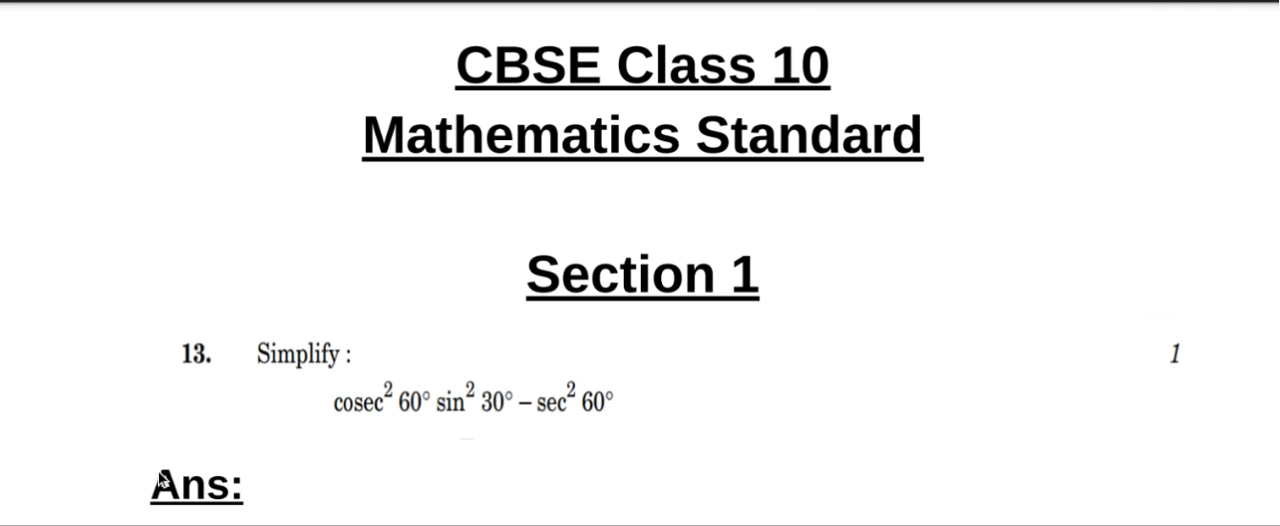 CBSE Class 10
Mathematics Standard
Section 1
13. Simplify : 1
cosec² 60° sin² 30° – sec² 60°
Ans: